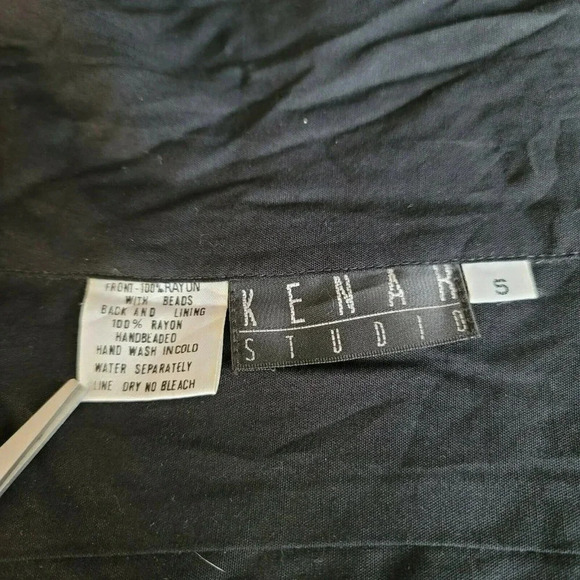 FRONT-100% RAYON
WITH BEADS
BACK AND LINING
100% RAYON
HANDBEADED
HAND WASH IN COLD
WATER SEPARATELY
LINE DRY NO BLEACH
KENAR
STUDIO
S